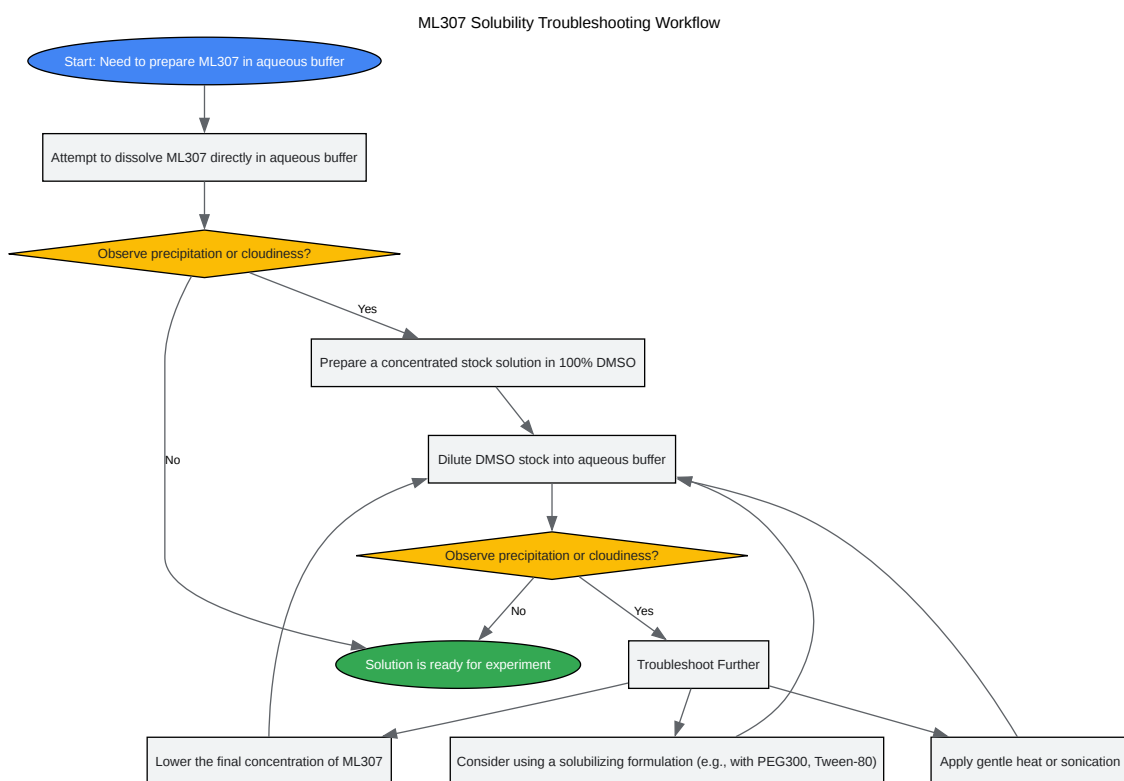 ML307 Solubility Troubleshooting Workflow
Start: Need to prepare ML307 in aqueous buffer
Attempt to dissolve ML307 directly in aqueous buffer
Observe precipitation or cloudiness?
Yes
Prepare a concentrated stock solution in 100% DMSO
No
Dilute DMSO stock into aqueous buffer
Observe precipitation or cloudiness?
No
Yes
Solution is ready for experiment
Troubleshoot Further
Lower the final concentration of ML307
Consider using a solubilizing formulation (e.g., with PEG300, Tween-80)
Apply gentle heat or sonication